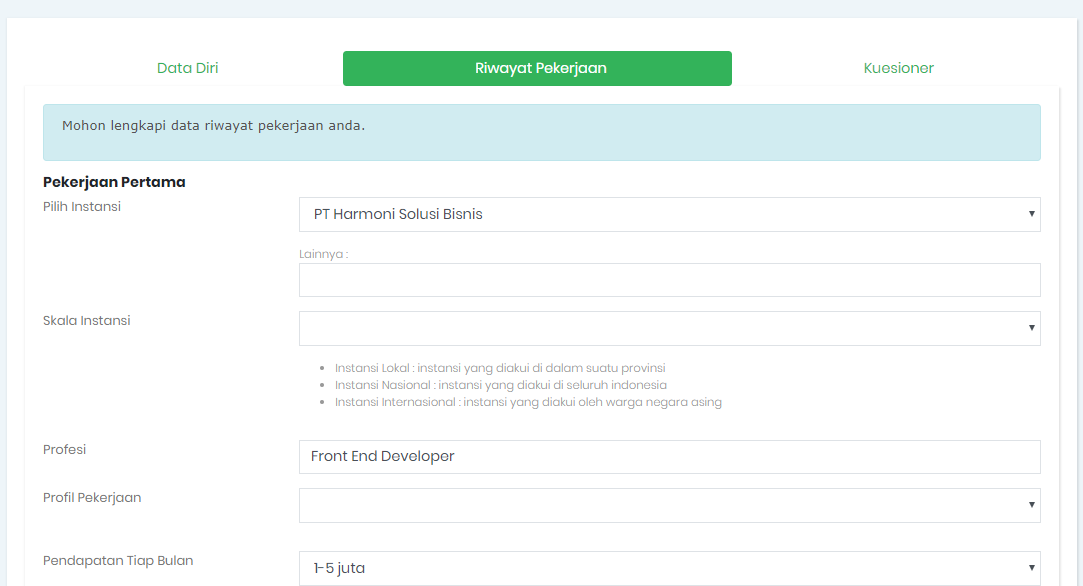 Data Diri
Riwayat Pekerjaan
Kuesioner
Mohon lengkapi data riwayat pekerjaan anda.
Pekerjaan Pertama
Pilih Instansi
PT Harmoni Solusi Bisnis
Lainnya :
Skala Instansi
Instansi Lokal : instansi yang diakui di dalam suatu provinsi
Instansi Nasional : instansi yang diakui di seluruh indonesia
Instansi Internasional : instansi yang diakui oleh warga negara asing
Profesi
Front End Developer
Profil Pekerjaan
Pendapatan Tiap Bulan
1-5 juta